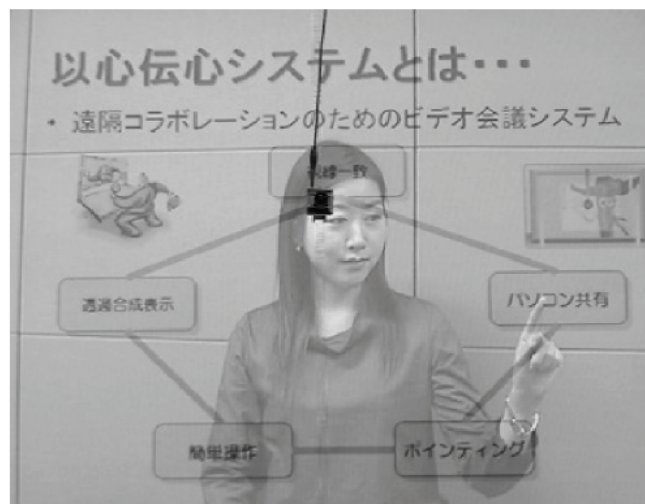 以心伝心システムとは・・・
・ 遠隔コラボレーションのためのビデオ会議システム
視線一致
透過合成表示
パソコン共有
簡単操作
ポインティング